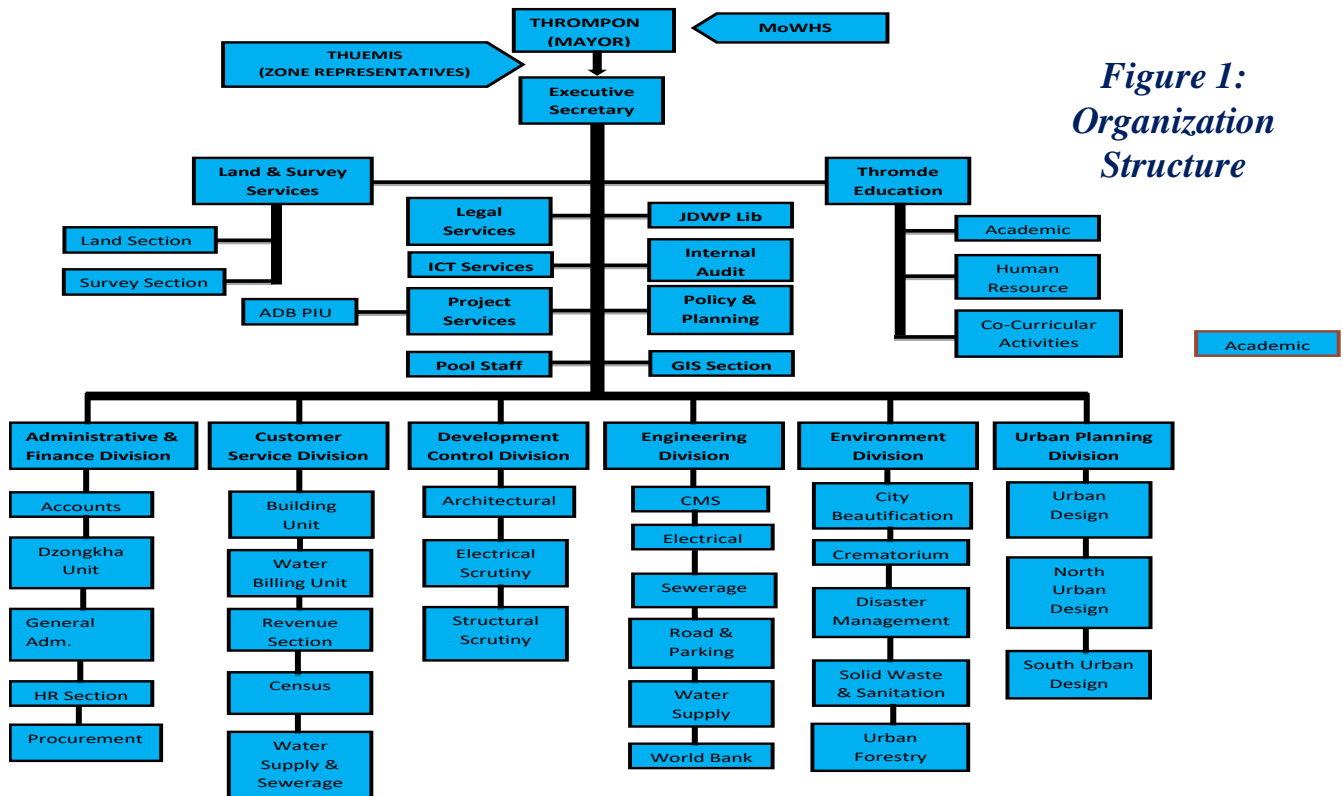 THROMPON
(MAYOR)
MoWHS
THUEMIS
(ZONE REPRESENTATIVES)
Executive
Secretary
Figure 1:
Organization
Structure
Land & Survey
Services
Thromde
Education
Land Section
Survey Section
Legal
Services
JDWP Lib
ICT Services
Internal
Audit
ADB PIU
Project
Services
Policy &
Planning
Pool Staff
GIS Section
Academic
Human
Resource
Co-Curricular
Activities
Academic
Administrative &
Finance Division
Accounts
Dzongkha
Unit
General
Adm.
HR Section
Procurement
Customer
Service Division
Building
Unit
Water
Billing Unit
Revenue
Section
Census
Water
Supply &
Sewerage
Development
Control Division
Architectural
Electrical
Scrutiny
Structural
Scrutiny
Engineering
Division
CMS
Electrical
Sewerage
Road &
Parking
Water
Supply
World Bank
Environment
Division
City
Beautification
Crematorium
Disaster
Management
Solid Waste
& Sanitation
Urban
Forestry
Urban Planning
Division
Urban
Design
North
Urban
Design
South Urban
Design